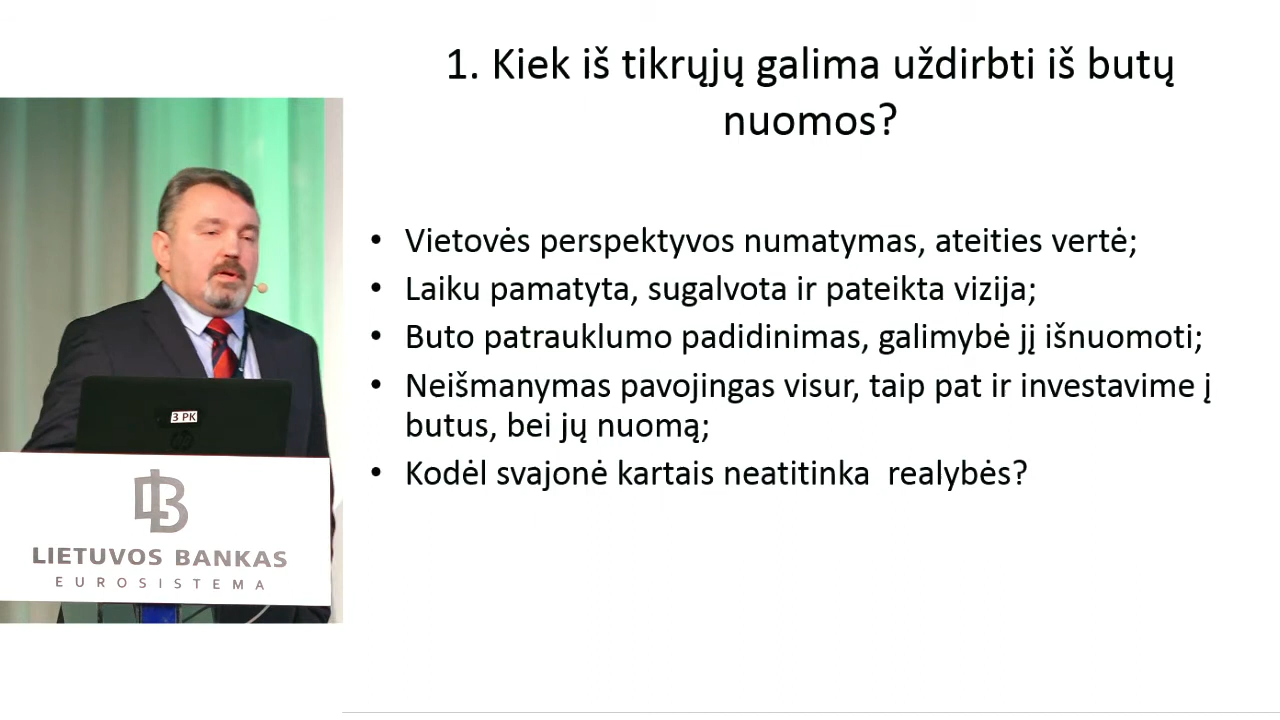 1. Kiek iš tikrųjų galima uždirbti iš butų
nuomos?
• Vietovės perspektyvos numatymas, ateities vertė;
• Laiku pamatyta, sugalvota ir pateikta vizija;
• Buto patrauklumo padidinimas, galimybė jį išnuomoti;
• Neišmanymas pavojingas visur, taip pat ir investavime į
butus, bei jų nuomą;
• Kodėl svajonė kartais neatitinka  realybės?
3 PK
LIETUVOS BANKAS
EUROSISTEMA